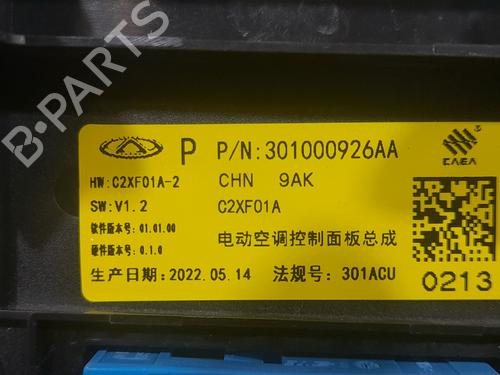 P P/N:301000926AA
CAEA
HW:C2XF01A-2 CHN 9AK
SW:V1.2 C2XF01A
软件版本号: 01.01.00
硬件版本号: 0.1.0
电动空调控制面板总成
生产日期:2022.05.14 法规号: 301ACU
0213
B-PARTS